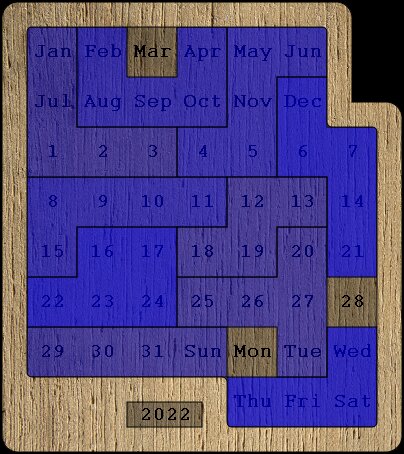 Jan Feb Mar Apr May Jun
Jul Aug Sep Oct Nov Dec
1 2 3 4 5 6 7
8 9 10 11 12 13 14
15 16 17 18 19 20 21
22 23 24 25 26 27 28
29 30 31 Sun Mon Tue Wed
Thu Fri Sat
2022